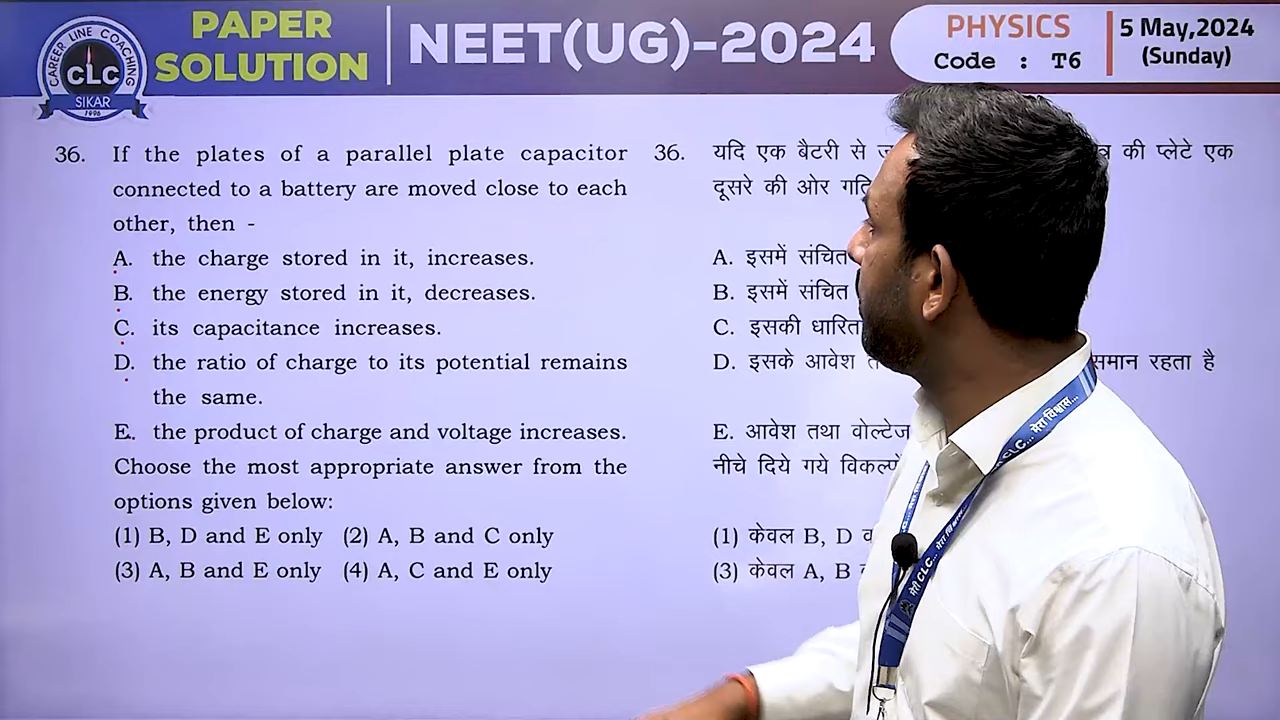 CAREER LINE COACHING
CLC
SIKAR
1996
PAPER
SOLUTION
NEET(UG)-2024
PHYSICS
Code : T6
5 May,2024
(Sunday)
36. If the plates of a parallel plate capacitor
connected to a battery are moved close to each
other, then -
A. the charge stored in it, increases.
B. the energy stored in it, decreases.
C. its capacitance increases.
D. the ratio of charge to its potential remains
the same.
E. the product of charge and voltage increases.
Choose the most appropriate answer from the
options given below:
(1) B, D and E only (2) A, B and C only
(3) A, B and E only (4) A, C and E only
36. यदि एक बैटरी से की प्लेटे एक
दूसरे की ओर
A. इसमें संचित
B. इसमें संचित
C. इसकी
D. इसके आवेश समान रहता है
E. आवेश तथा वोल्टेज
नीचे दिये गये
(1) केवल B, D
(3) केवल A, B
मेरा विश्वास...
मेरी CLC...